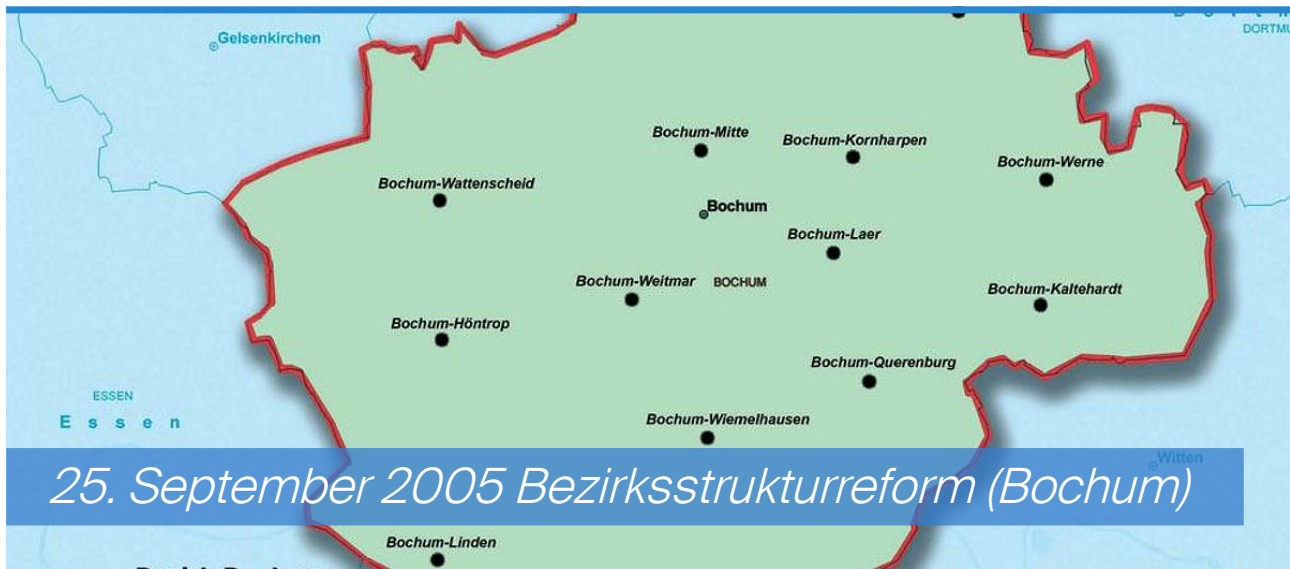 Gelsenkirchen
Bochum-Mitte
Bochum-Kornharpen
Bochum-Werne
Bochum-Wattenscheid
Bochum
Bochum-Laer
Bochum-Weitmar
BOCHUM
Bochum-Kaltehardt
Bochum-Höntrop
Bochum-Querenburg
ESSEN
Essen
Bochum-Wiemelhausen
Witten
25. September 2005 Bezirksstrukturreform (Bochum)
Bochum-Linden